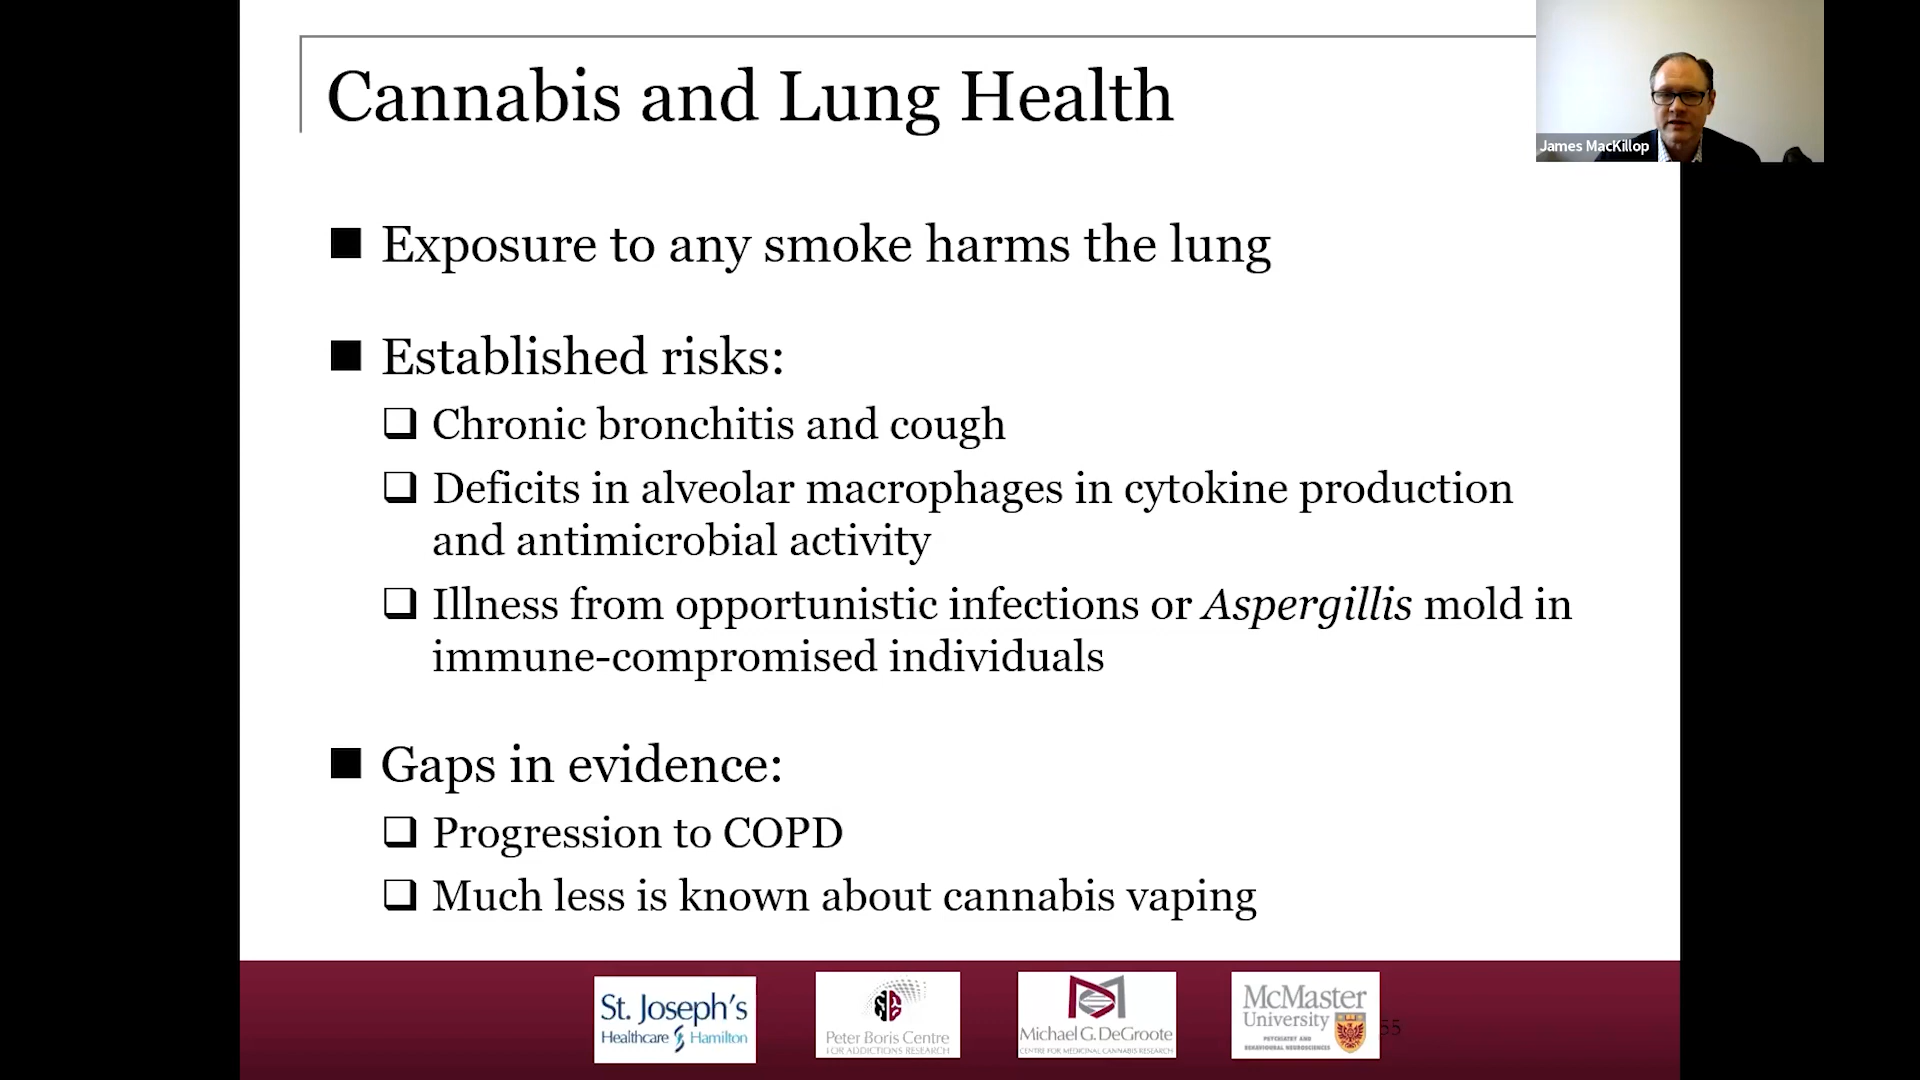 Cannabis and Lung Health
James MacKillop
Exposure to any smoke harms the lung
Established risks:
Chronic bronchitis and cough
Deficits in alveolar macrophages in cytokine production
and antimicrobial activity
Illness from opportunistic infections or Aspergillis mold in
immune-compromised individuals
Gaps in evidence:
Progression to COPD
Much less is known about cannabis vaping
St. Joseph's
Healthcare Hamilton
Peter Boris Centre
FOR ADDICTIONS RESEARCH
Michael G. DeGroote
CENTRE FOR MEDICINAL CANNABIS RESEARCH
McMaster
University
PSYCHIATRY AND
BEHAVIOURAL NEUROSCIENCES
55